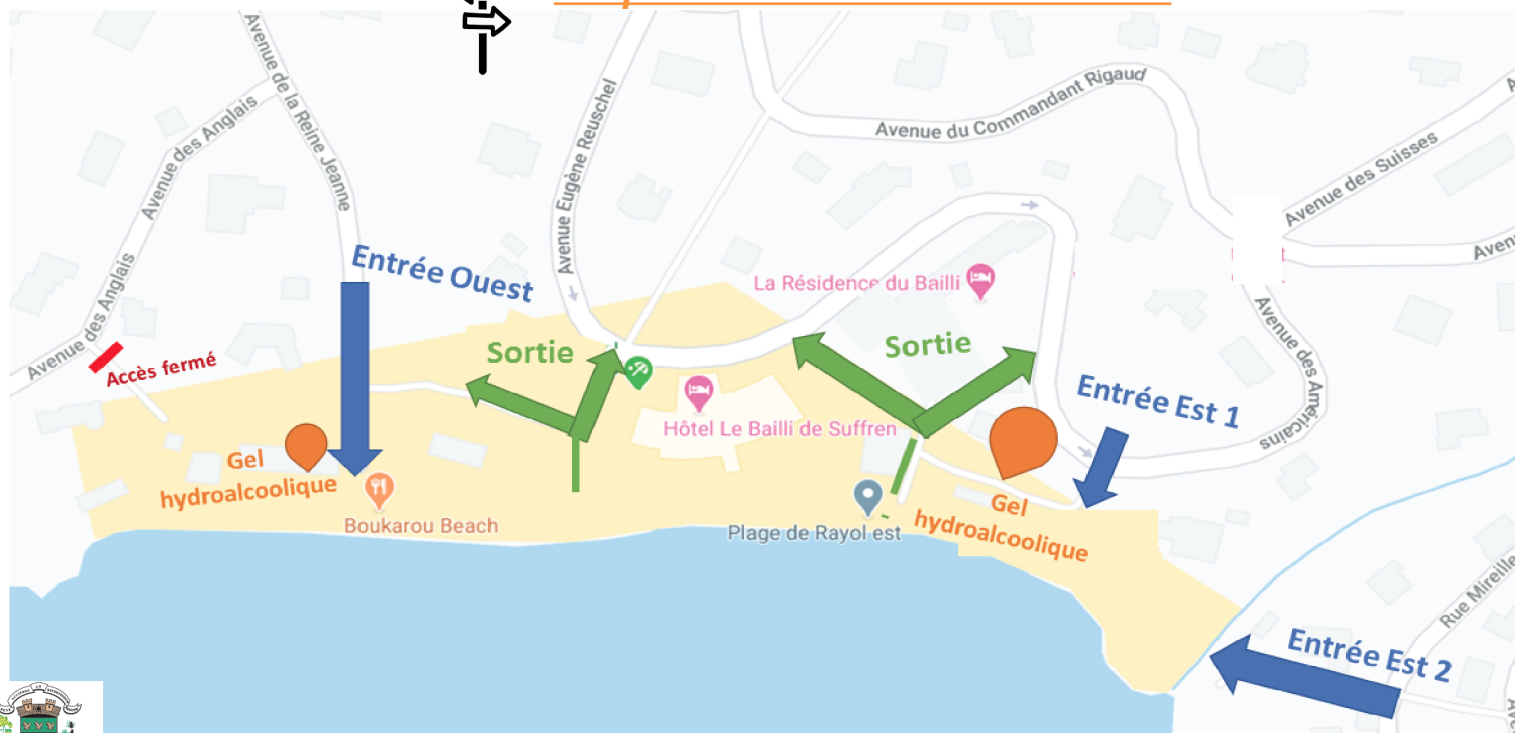 Avenue de la Reine Jeanne
Avenue des Anglais
Avenue des Anglais
Avenue Eugène Reuschel
Avenue du Commandant Rigaud
Avenue des Suisses
Aven
Entrée Ouest
La Résidence du Bailli
Accès fermé
Sortie
Sortie
Avenue des Américains
Entrée Est 1
Hôtel Le Bailli de Suffren
Gel
hydroalcoolique
Boukarou Beach
Plage de Rayol est
Gel
hydroalcoolique
Rue Mireille
Entrée Est 2